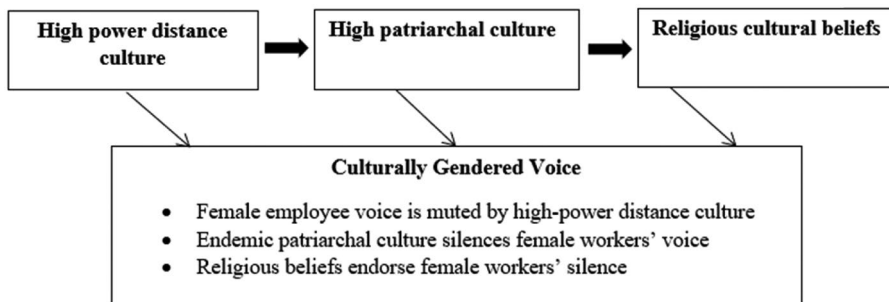 High power distance
culture
High patriarchal culture
Religious cultural beliefs
Culturally Gendered Voice
• Female employee voice is muted by high-power distance culture
• Endemic patriarchal culture silences female workers’ voice
• Religious beliefs endorse female workers’ silence